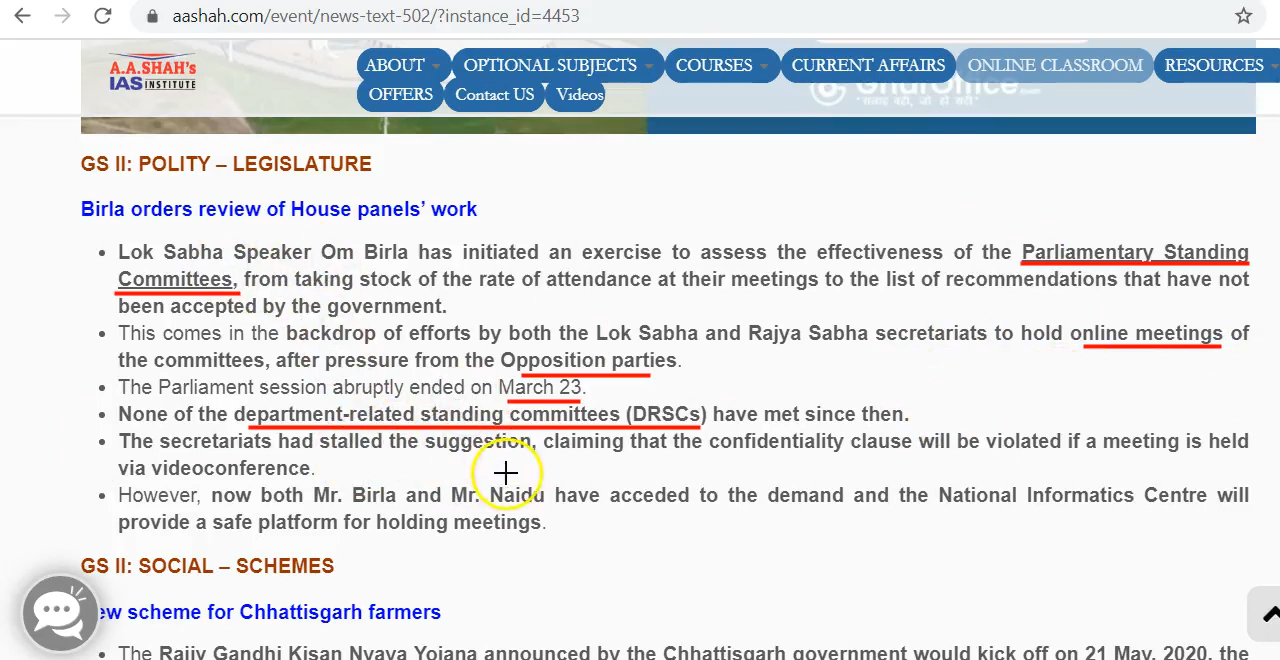 aashah.com/event/news-text-502/?instance_id=4453
A.A.SHAH's
IAS INSTITUTE
ABOUT OPTIONAL SUBJECTS COURSES CURRENT AFFAIRS ONLINE CLASSROOM RESOURCES
OFFERS Contact US Videos
GS II: POLITY – LEGISLATURE
Birla orders review of House panels’ work
• Lok Sabha Speaker Om Birla has initiated an exercise to assess the effectiveness of the Parliamentary Standing
Committees, from taking stock of the rate of attendance at their meetings to the list of recommendations that have not
been accepted by the government.
• This comes in the backdrop of efforts by both the Lok Sabha and Rajya Sabha secretariats to hold online meetings of
the committees, after pressure from the Opposition parties.
• The Parliament session abruptly ended on March 23.
• None of the department-related standing committees (DRSCs) have met since then.
• The secretariats had stalled the suggestion, claiming that the confidentiality clause will be violated if a meeting is held
via videoconference.
• However, now both Mr. Birla and Mr. Naidu have acceded to the demand and the National Informatics Centre will
provide a safe platform for holding meetings.
GS II: SOCIAL – SCHEMES
ew scheme for Chhattisgarh farmers
• The Rajiv Gandhi Kisan Nyaya Yojana announced by the Chhattisgarh government would kick off on 21 May, 2020, the